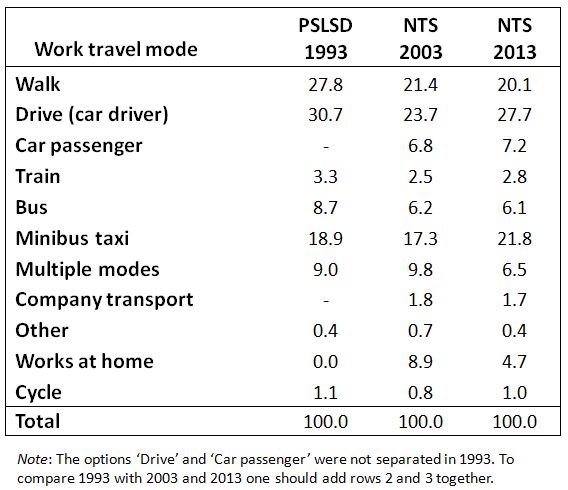 Work travel mode PSLSD 1993 NTS 2003 NTS 2013
Walk 27.8 21.4 20.1
Drive (car driver) 30.7 23.7 27.7
Car passenger - 6.8 7.2
Train 3.3 2.5 2.8
Bus 8.7 6.2 6.1
Minibus taxi 18.9 17.3 21.8
Multiple modes 9.0 9.8 6.5
Company transport - 1.8 1.7
Other 0.4 0.7 0.4
Works at home 0.0 8.9 4.7
Cycle 1.1 0.8 1.0
Total 100.0 100.0 100.0
Note: The options ‘Drive’ and ‘Car passenger’ were not separated in 1993. To
compare 1993 with 2003 and 2013 one should add rows 2 and 3 together.